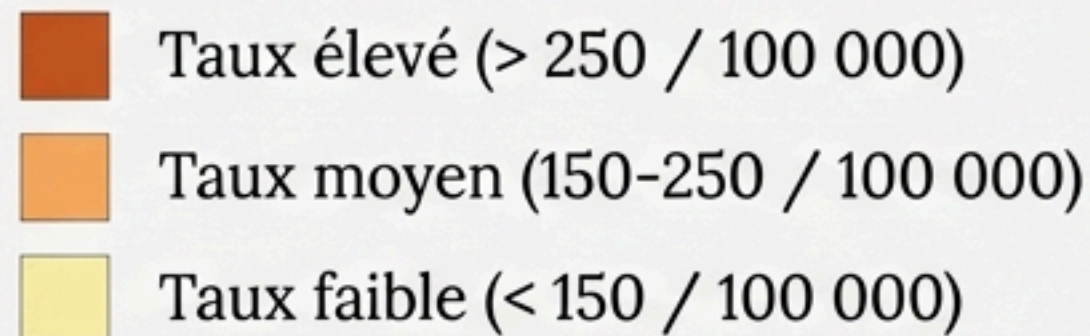 Taux élevé (> 250 / 100 000)
Taux moyen (150-250 / 100 000)
Taux faible (< 150 / 100 000)